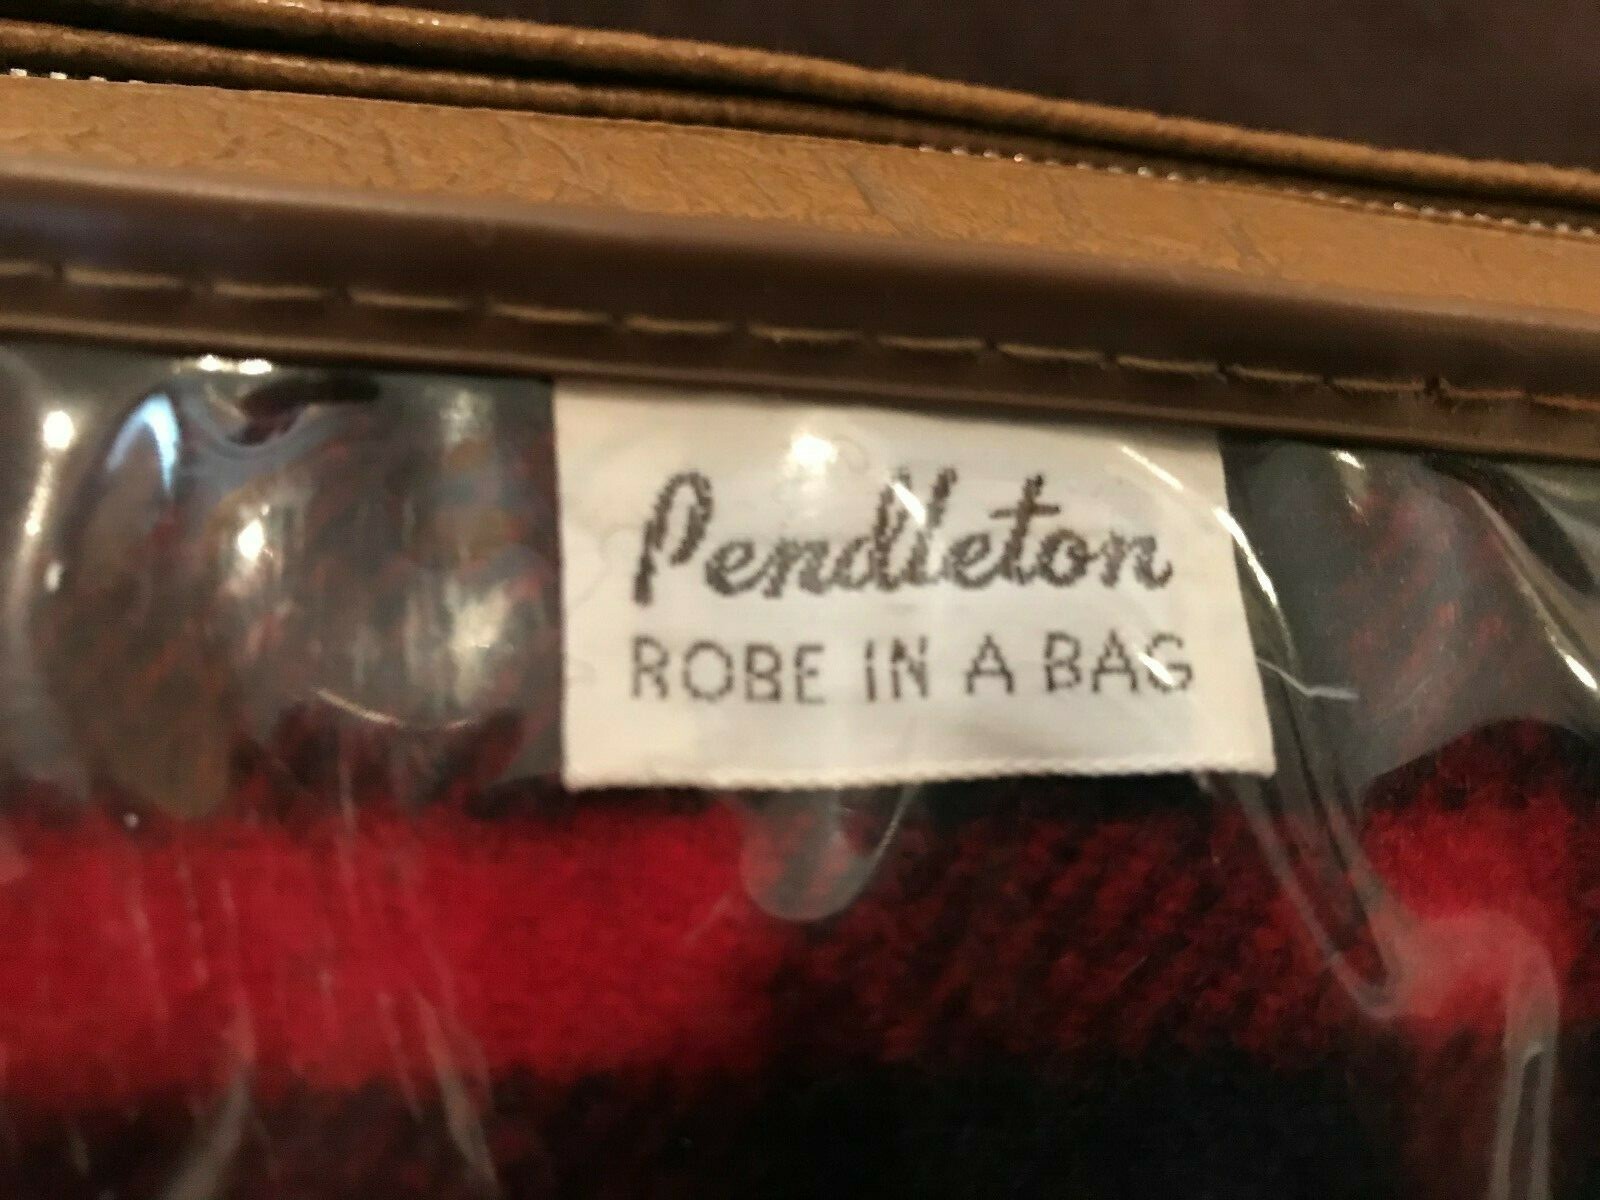 Pendleton
ROBE IN A BAG